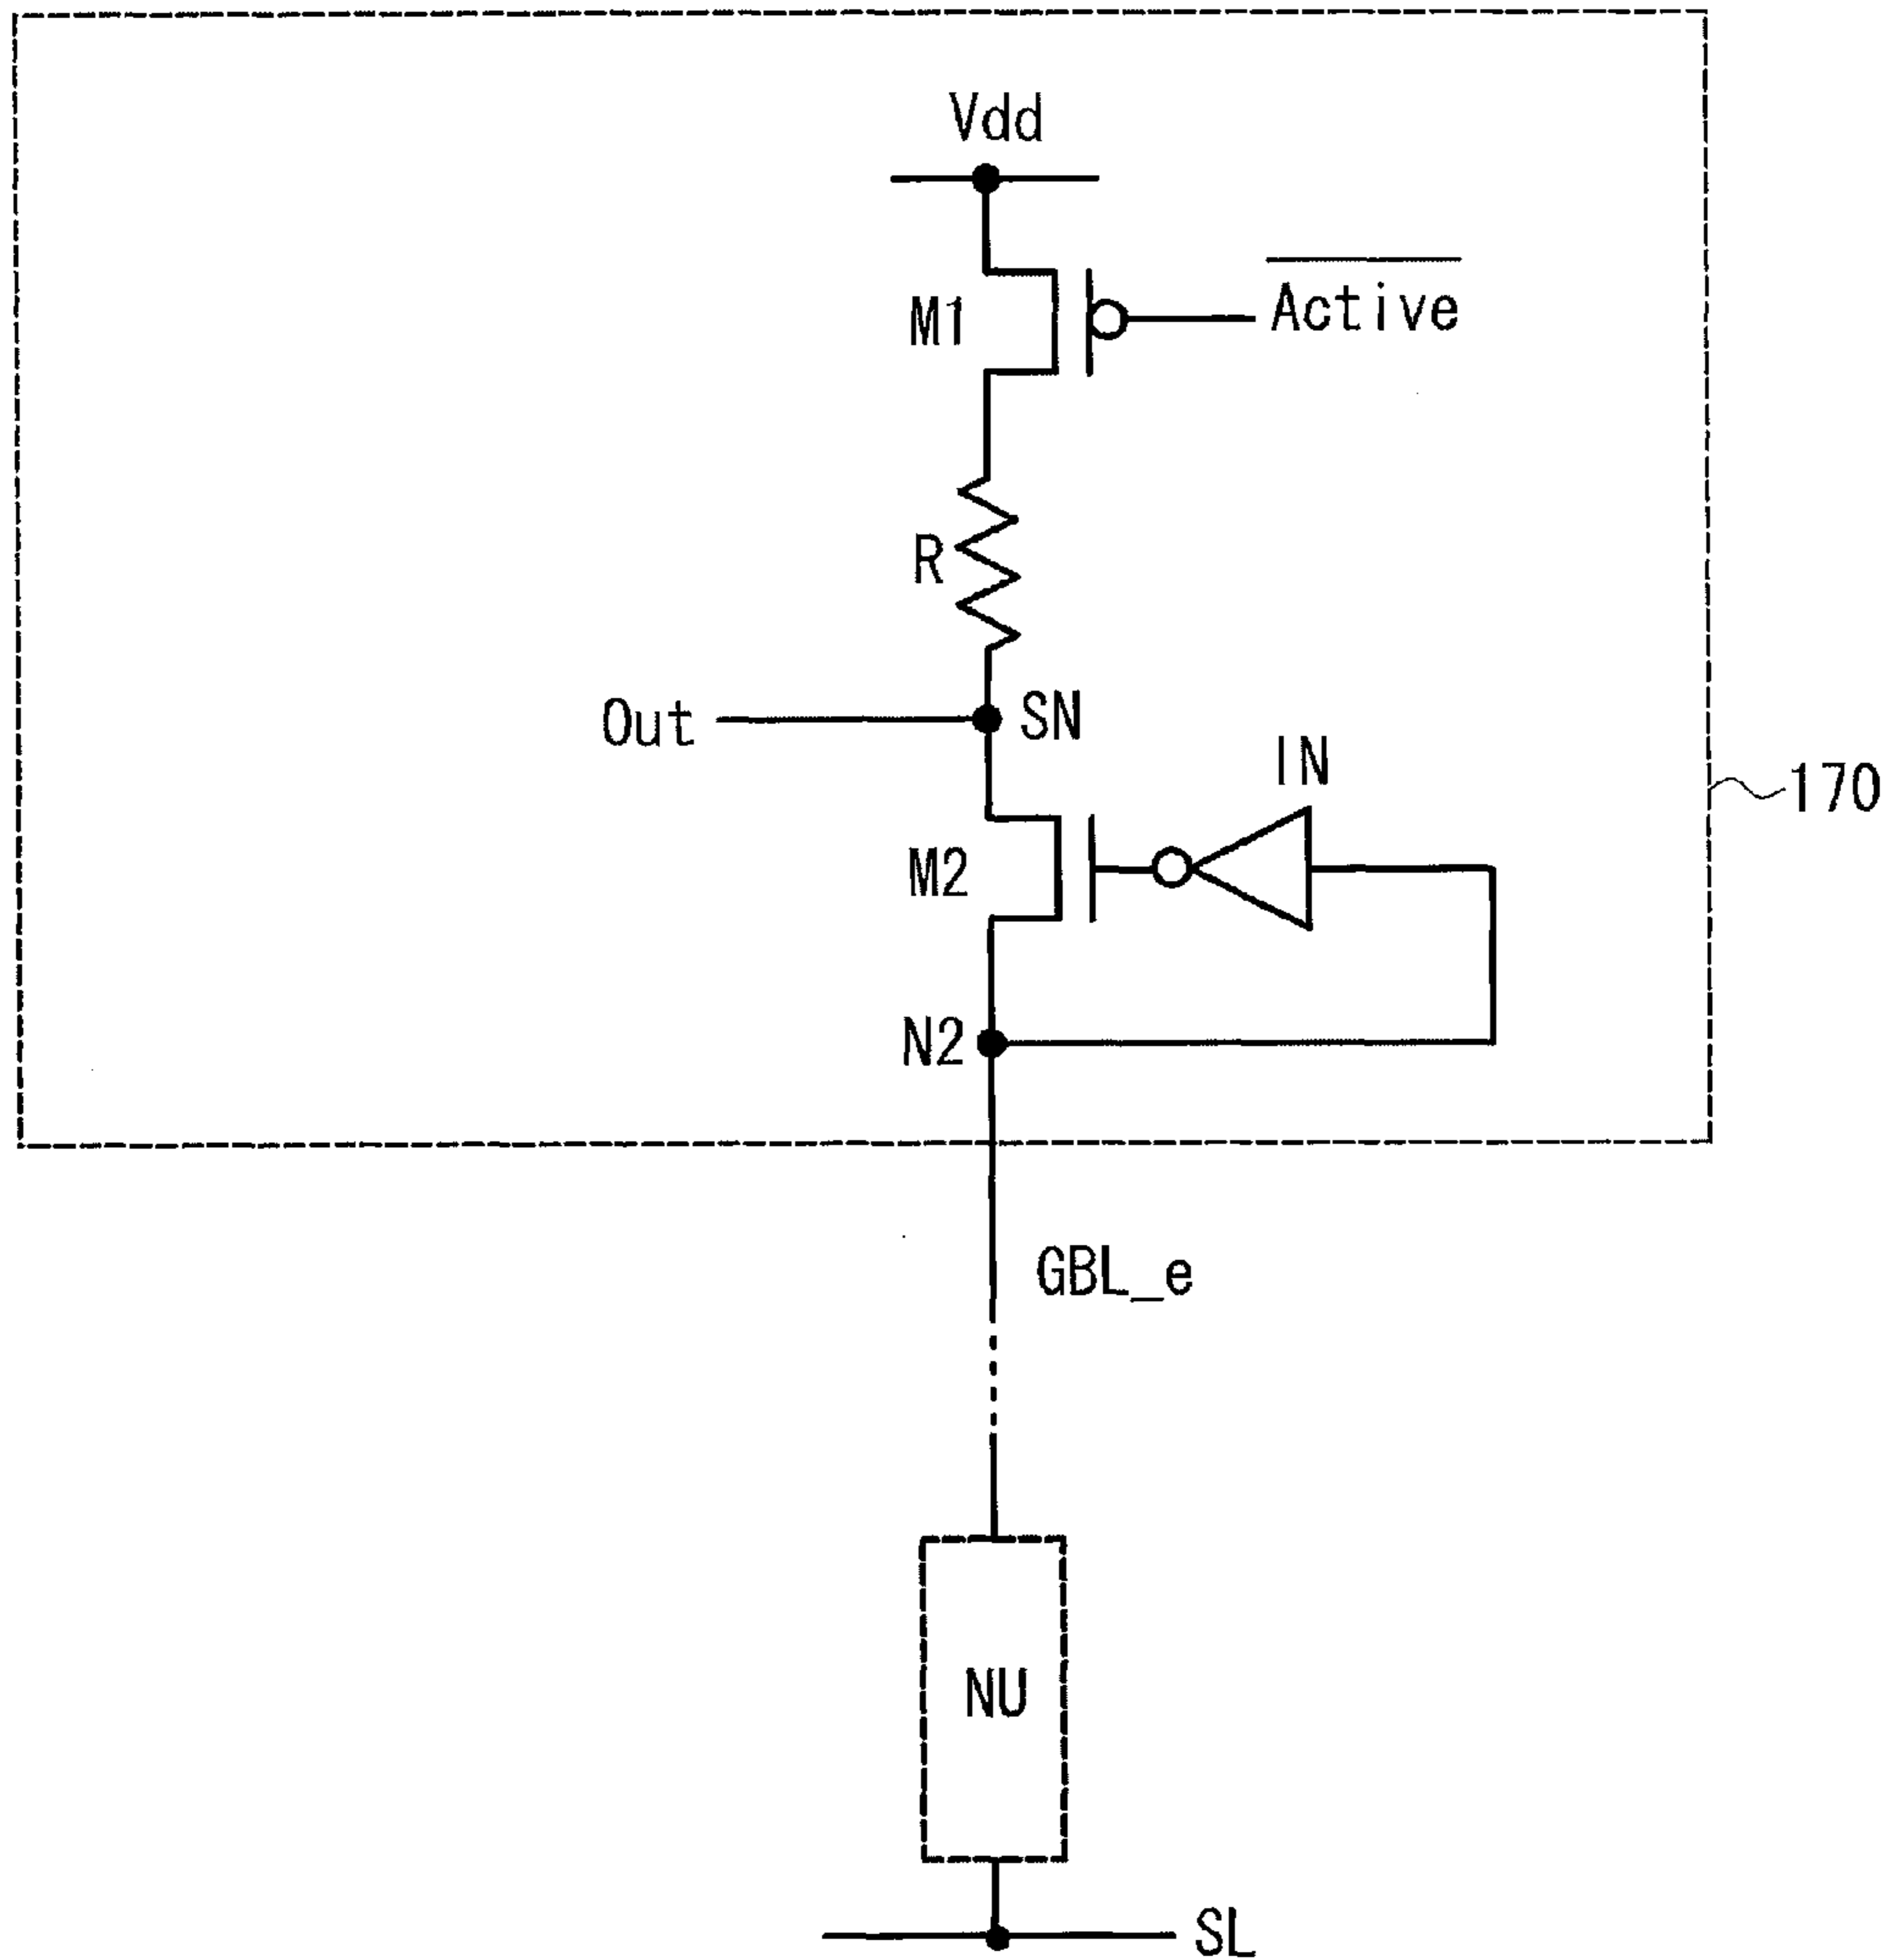 Vdd
M1
Active
R
Out
SN
IN
170
M2
N2
GBL_e
NU
SL